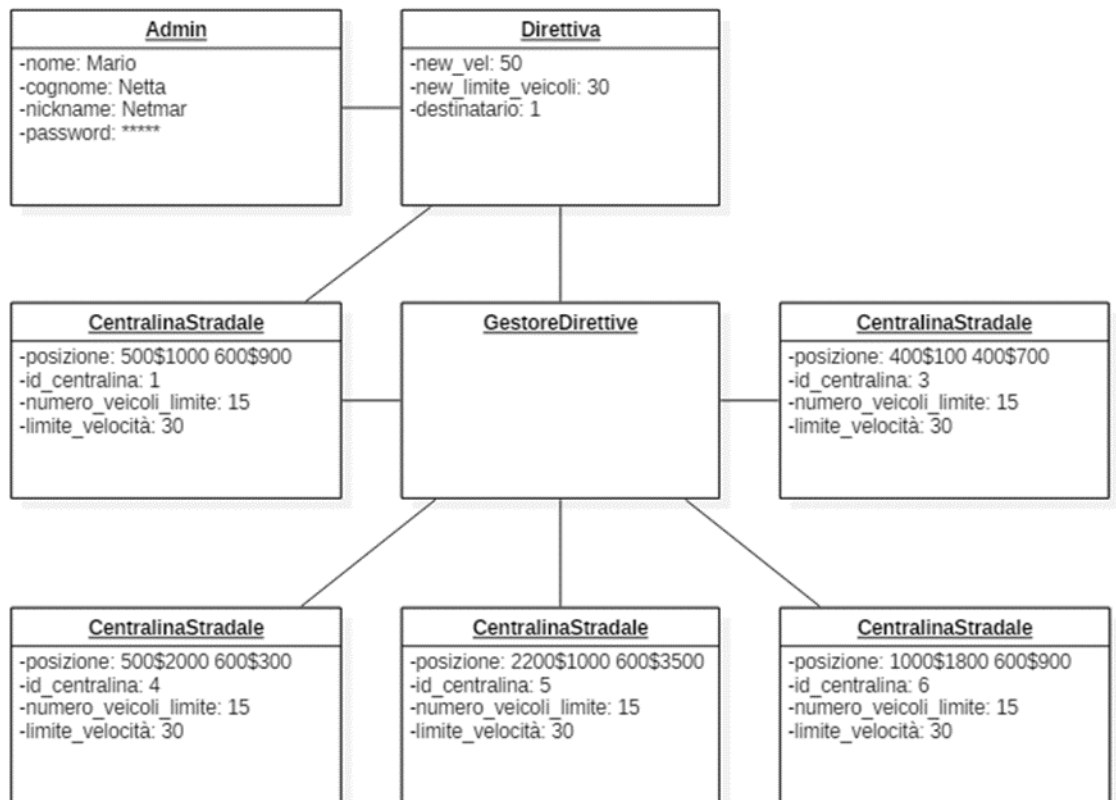 Admin
-nome: Mario
-cognome: Netta
-nickname: Netmar
-password: *****
Direttiva
-new_vel: 50
-new_limite_veicoli: 30
-destinatario: 1
CentralinaStradale
-posizione: 500$1000 600$900
-id_centralina: 1
-numero_veicoli_limite: 15
-limite_velocità: 30
GestoreDirettive
CentralinaStradale
-posizione: 400$100 400$700
-id_centralina: 3
-numero_veicoli_limite: 15
-limite_velocità: 30
CentralinaStradale
-posizione: 500$2000 600$300
-id_centralina: 4
-numero_veicoli_limite: 15
-limite_velocità: 30
CentralinaStradale
-posizione: 2200$1000 600$3500
-id_centralina: 5
-numero_veicoli_limite: 15
-limite_velocità: 30
CentralinaStradale
-posizione: 1000$1800 600$900
-id_centralina: 6
-numero_veicoli_limite: 15
-limite_velocità: 30